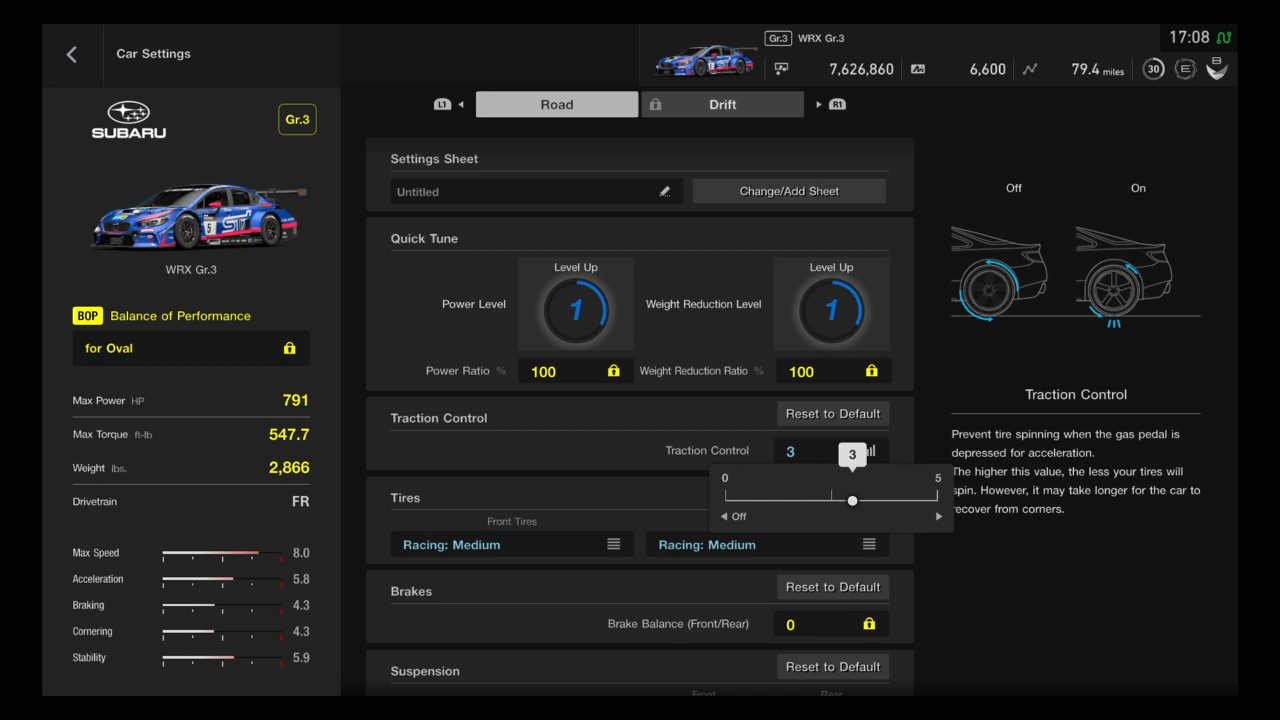 Car Settings
Gr.3 WRX Gr.3
17:08
7,626,860
6,600
79.4 miles
30
E
SUBARU
Gr.3
WRX Gr.3
BOP Balance of Performance
for Oval
Max Power HP 791
Max Torque ft-lb 547.7
Weight lbs. 2,866
Drivetrain FR
Max Speed 8.0
Acceleration 5.8
Braking 4.3
Cornering 4.3
Stability 5.9
L1 Road Drift R1
Settings Sheet
Untitled Change/Add Sheet
Quick Tune
Level Up Level Up
Power Level 1 Weight Reduction Level 1
Power Ratio % 100 Weight Reduction Ratio % 100
Traction Control Reset to Default
Traction Control 3
3
0 5
Off
Tires
Front Tires
Racing: Medium Racing: Medium
Brakes Reset to Default
Brake Balance (Front/Rear) 0
Suspension Reset to Default
Front Rear
Off On
Traction Control
Prevent tire spinning when the gas pedal is
depressed for acceleration.
The higher this value, the less your tires will
spin. However, it may take longer for the car to
recover from corners.